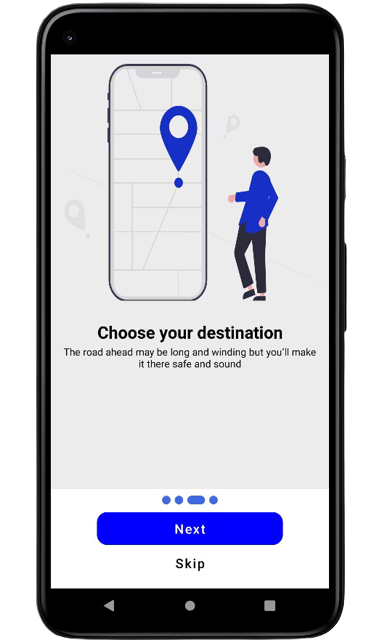 Choose your destination
The road ahead may be long and winding but you'll make
it there safe and sound
Next
Skip